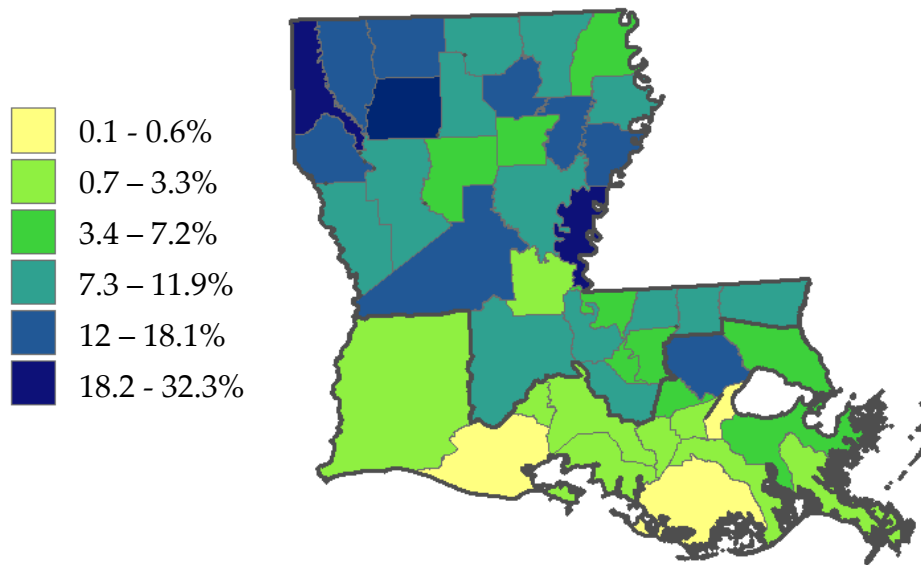 0.1 - 0.6%
0.7 – 3.3%
3.4 – 7.2%
7.3 – 11.9%
12 – 18.1%
18.2 - 32.3%